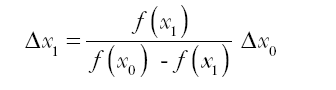 Δx₁ = f(x₁) / (f(x₀) - f(x₁)) Δx₀